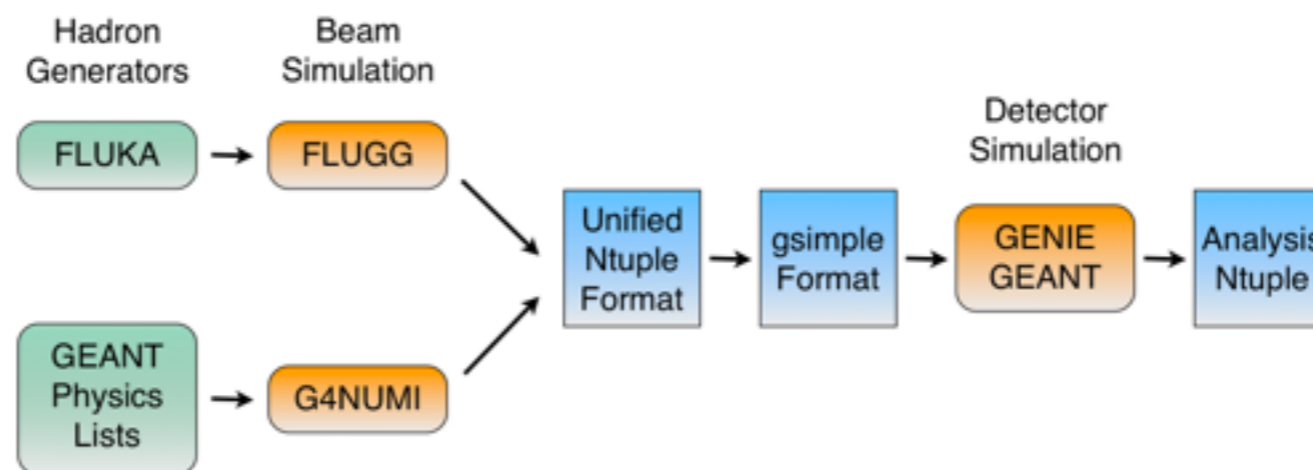 Hadron
Generators
Beam
Simulation
FLUKA
FLUGG
GEANT
Physics
Lists
G4NUMI
Unified
Ntuple
Format
gsimple
Format
Detector
Simulation
GENIE
GEANT
Analysis
Ntuple